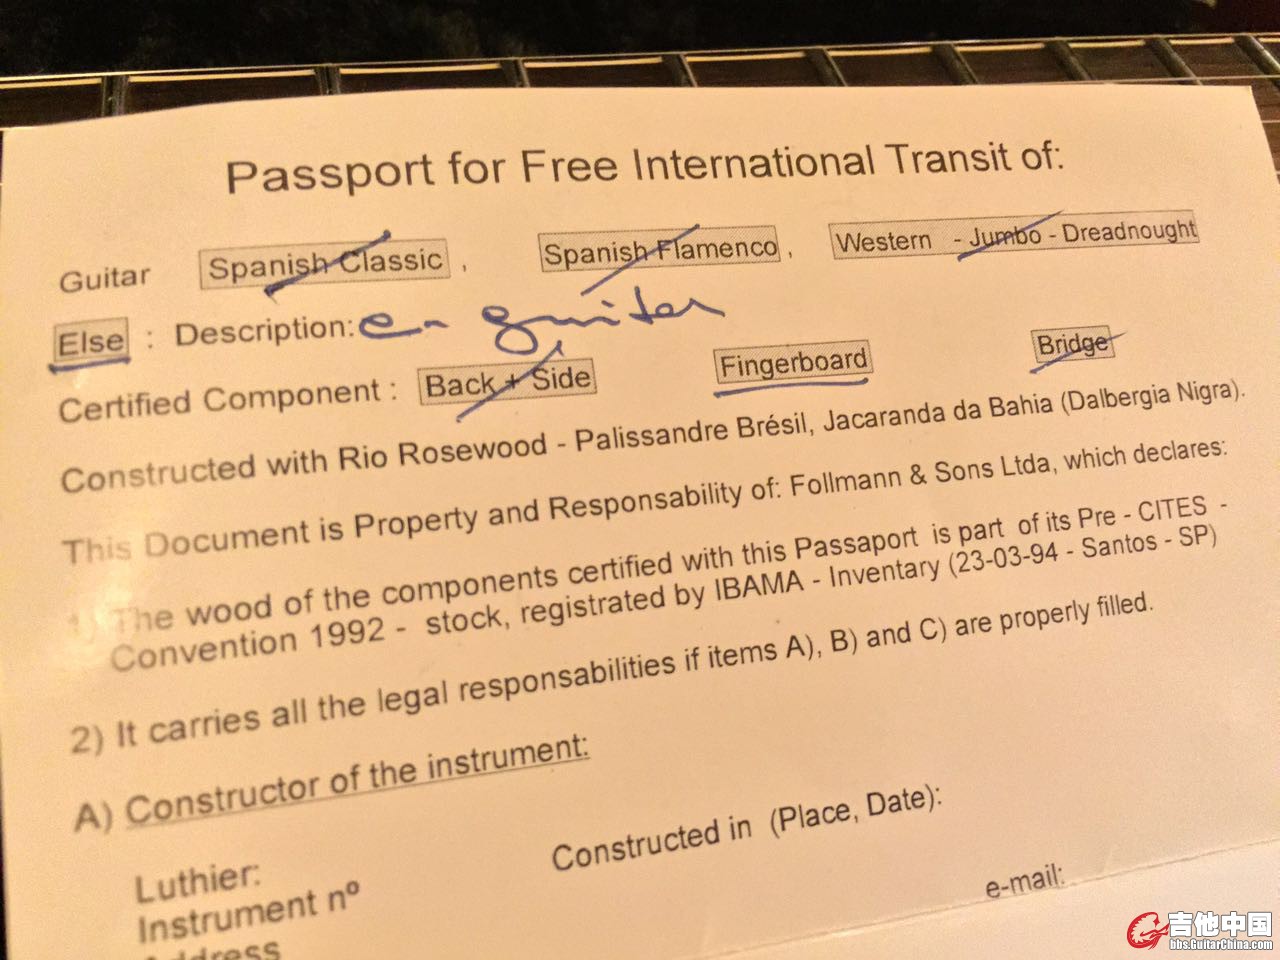 Passport for Free International Transit of:
Guitar Spanish Classic , Spanish Flamenco , Western - Jumbo - Dreadnought
Else : Description: e- guitar
Certified Component : Back + Side Fingerboard Bridge
Constructed with Rio Rosewood - Palissandre Brésil, Jacaranda da Bahia (Dalbergia Nigra).
This Document is Property and Responsability of: Follmann & Sons Ltda, which declares:
1) The wood of the components certified with this Passaport is part of its Pre - CITES -
Convention 1992 - stock, registrated by IBAMA - Inventary (23-03-94 - Santos - SP)
2) It carries all the legal responsabilities if items A), B) and C) are properly filled.
A) Constructor of the instrument:
Luthier: Constructed in (Place, Date):
Instrument nº e-mail:
Address
吉他中国
bbs.GuitarChina.com